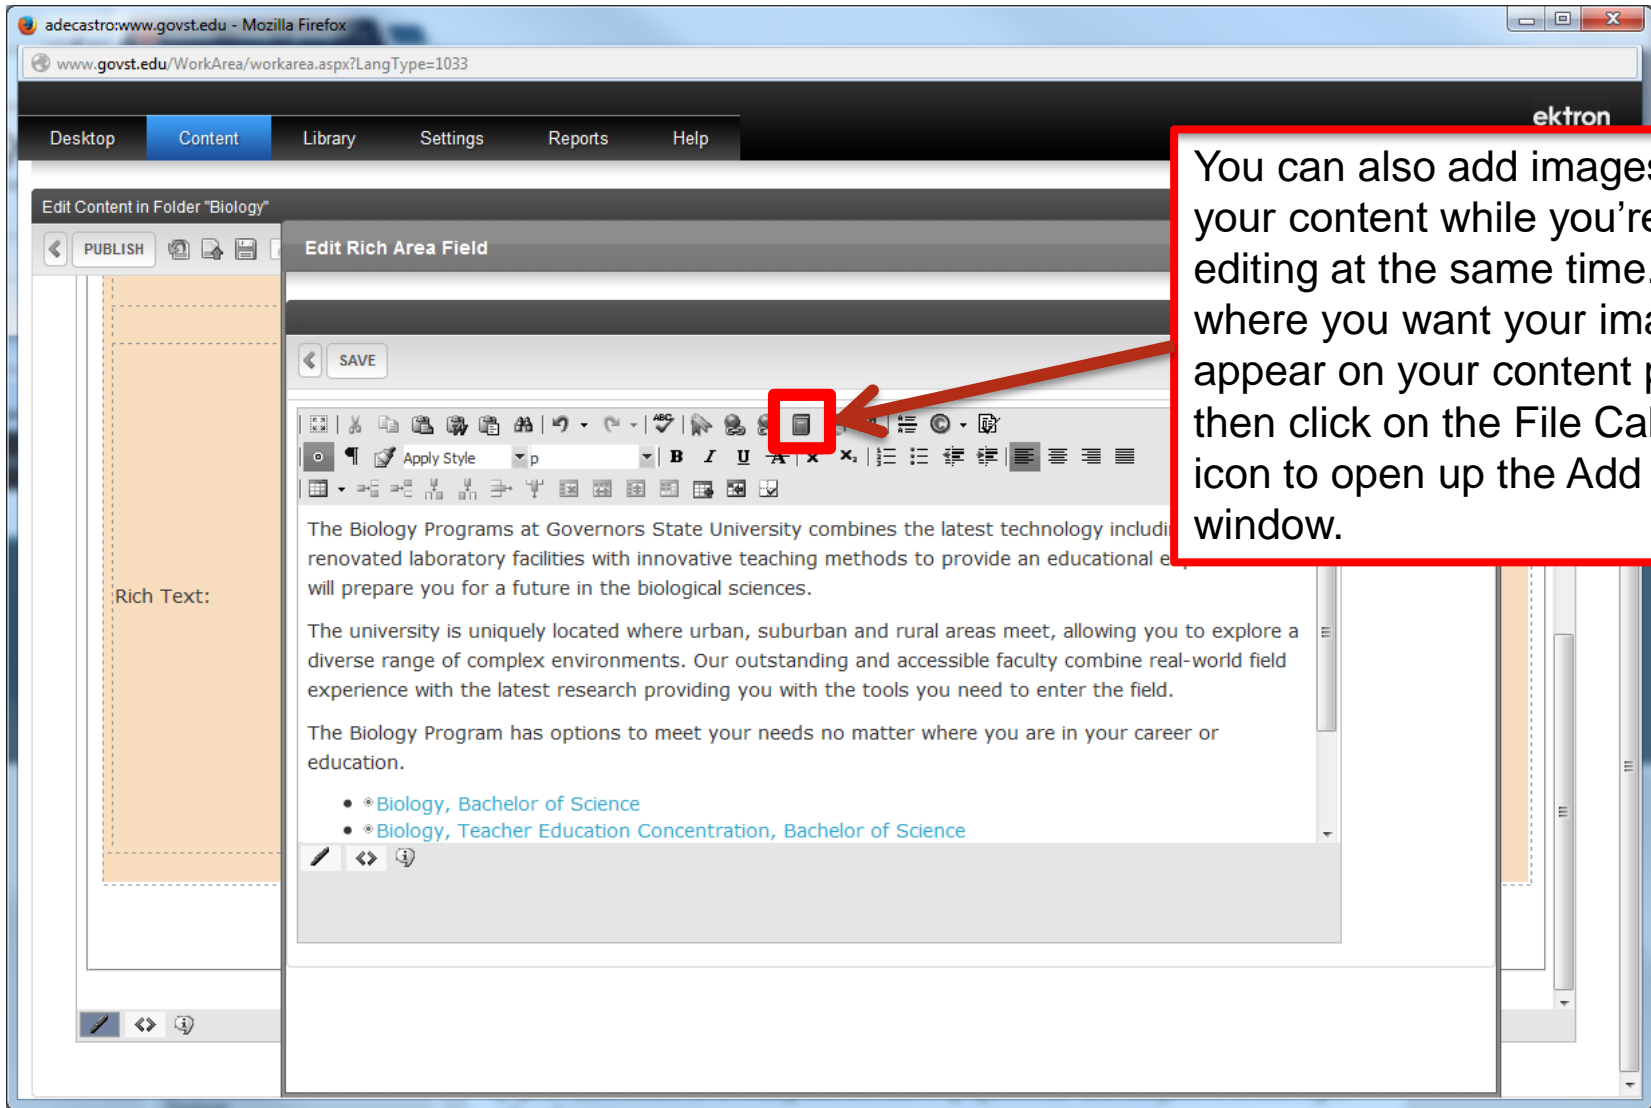 adecastro:www.govst.edu - Mozilla Firefox
www.govst.edu/WorkArea/workarea.aspx?LangType=1033
ektron
Desktop Content Library Settings Reports Help
Edit Content in Folder "Biology"
PUBLISH
Edit Rich Area Field
SAVE
You can also add images
your content while you’re
editing at the same time.
where you want your
appear on your content
then click on the File
icon to open up the Add
window.
Apply Style p B I U
The Biology Programs at Governors State University combines the latest technology
renovated laboratory facilities with innovative teaching methods to provide an educational
will prepare you for a future in the biological sciences.
The university is uniquely located where urban, suburban and rural areas meet, allowing you to explore a
diverse range of complex environments. Our outstanding and accessible faculty combine real-world field
experience with the latest research providing you with the tools you need to enter the field.
The Biology Program has options to meet your needs no matter where you are in your career or
education.
Biology, Bachelor of Science
Biology, Teacher Education Concentration, Bachelor of Science
Rich Text: